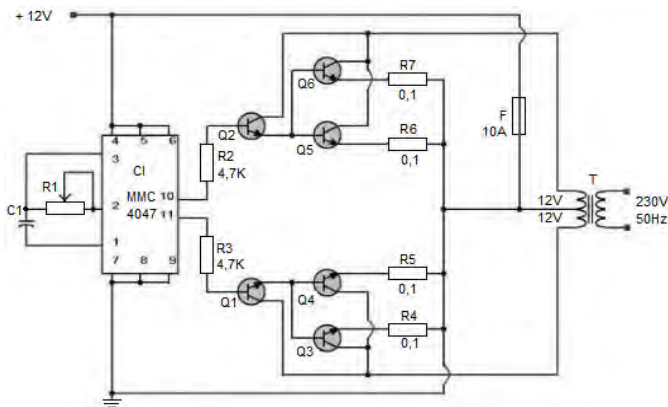 + 12V
R7
0,1
Q6
F
10A
Q2
R6
0,1
Q5
4 5 6
3
CI
R2
4,7K
R1
MMC
4047
10
11
2
C1
T
12V
12V
230V
50Hz
1
R3
4,7K
R5
0,1
7 8 9
Q1
Q4
R4
0,1
Q3